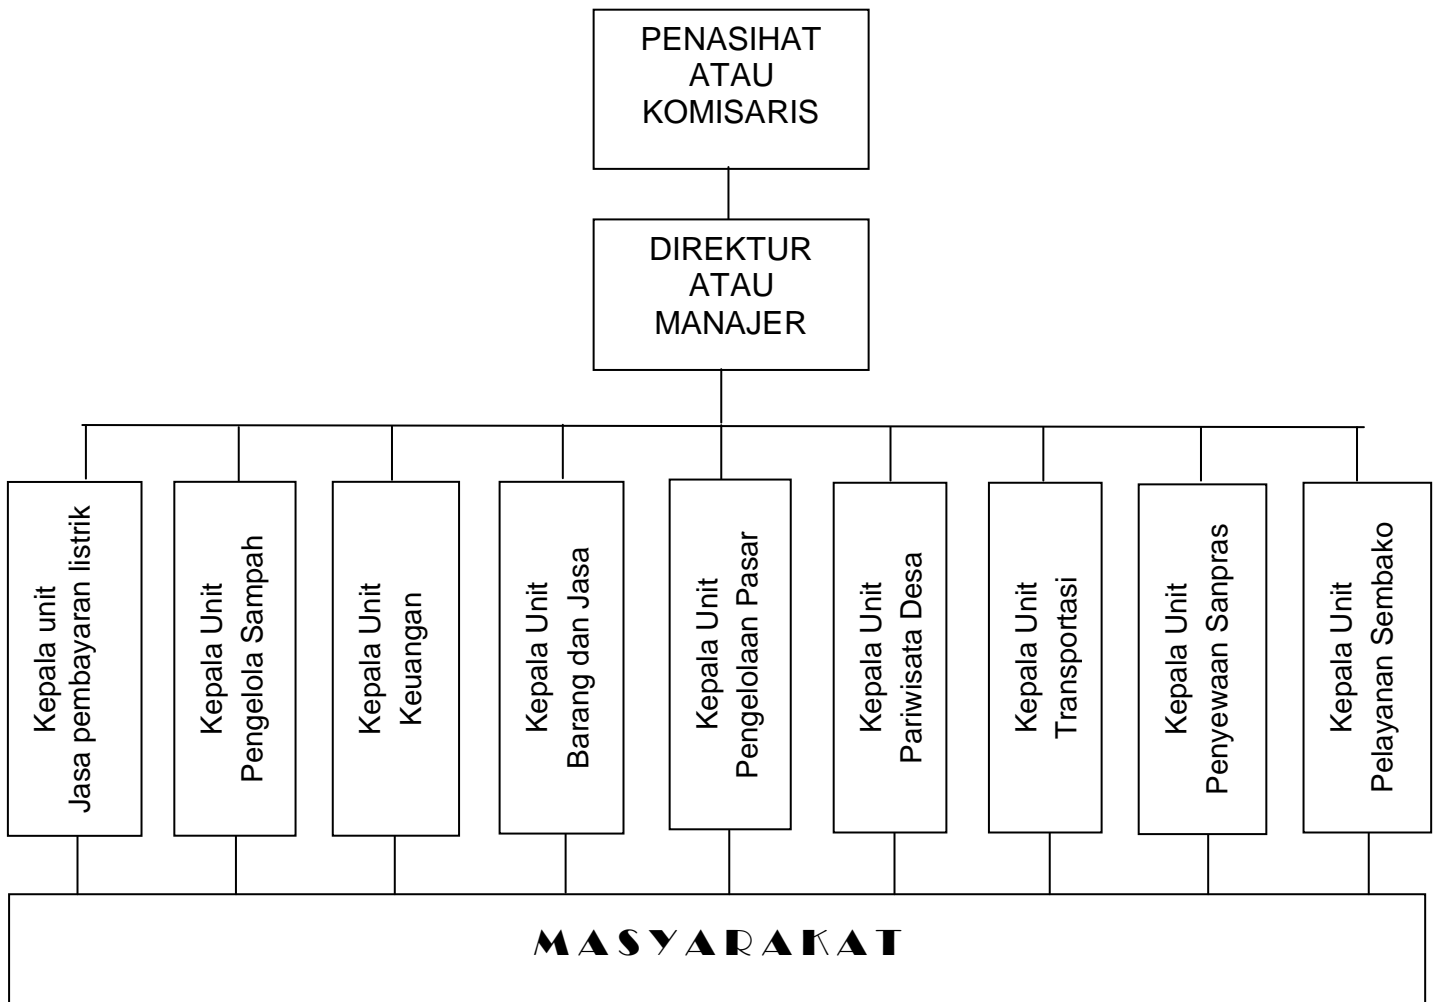 PENASIHAT
ATAU
KOMISARIS
DIREKTUR
ATAU
MANAJER
Kepala unit
Jasa pembayaran listrik
Kepala Unit
Pengelola Sampah
Kepala Unit
Keuangan
Kepala Unit
Barang dan Jasa
Kepala Unit
Pengelolaan Pasar
Kepala Unit
Pariwisata Desa
Kepala Unit
Transportasi
Kepala Unit
Penyewaan Sanpras
Kepala Unit
Pelayanan Sembako
MASYARAKAT